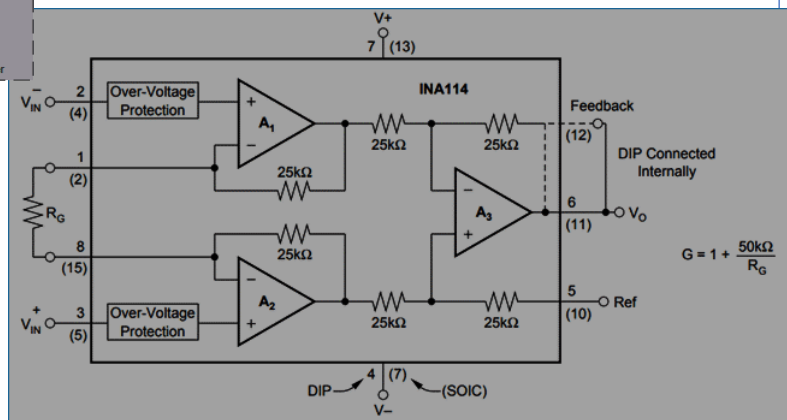 V+
7 (13)
INA114
r
V−IN
2
(4)
Over-Voltage
Protection
+
A1
−
25kΩ
25kΩ
25kΩ
Feedback
(12)
DIP Connected
Internally
1
(2)
RG
8
(15)
25kΩ
−
A3
+
6
(11)
VO
G = 1 + 50kΩ
RG
V+IN
3
(5)
Over-Voltage
Protection
−
A2
+
25kΩ
25kΩ
5
(10)
Ref
DIP
4 (7)
(SOIC)
V−